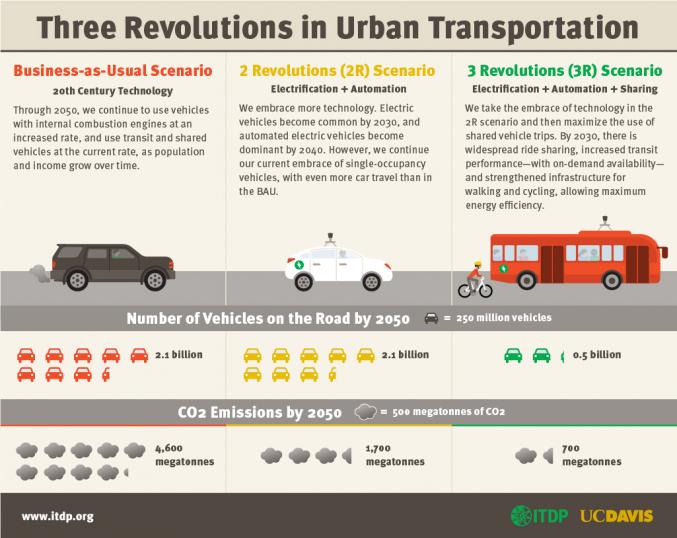 Three Revolutions in Urban Transportation
Business-as-Usual Scenario
20th Century Technology
Through 2050, we continue to use vehicles
with internal combustion engines at an
increased rate, and use transit and shared
vehicles at the current rate, as population
and income grow over time.
2 Revolutions (2R) Scenario
Electrification + Automation
We embrace more technology. Electric
vehicles become common by 2030, and
automated electric vehicles become
dominant by 2040. However, we continue
our current embrace of single-occupancy
vehicles, with even more car travel than in
the BAU.
3 Revolutions (3R) Scenario
Electrification + Automation + Sharing
We take the embrace of technology in the
2R scenario and then maximize the use of
shared vehicle trips. By 2030, there is
widespread ride sharing, increased transit
performance—with on-demand availability—
and strengthened infrastructure for
walking and cycling, allowing maximum
energy efficiency.
Number of Vehicles on the Road by 2050 = 250 million vehicles
2.1 billion
2.1 billion
0.5 billion
CO2 Emissions by 2050 = 500 megatonnes of CO2
4,600
megatonnes
1,700
megatonnes
700
megatonnes
www.itdp.org
ITDP UCDAVIS